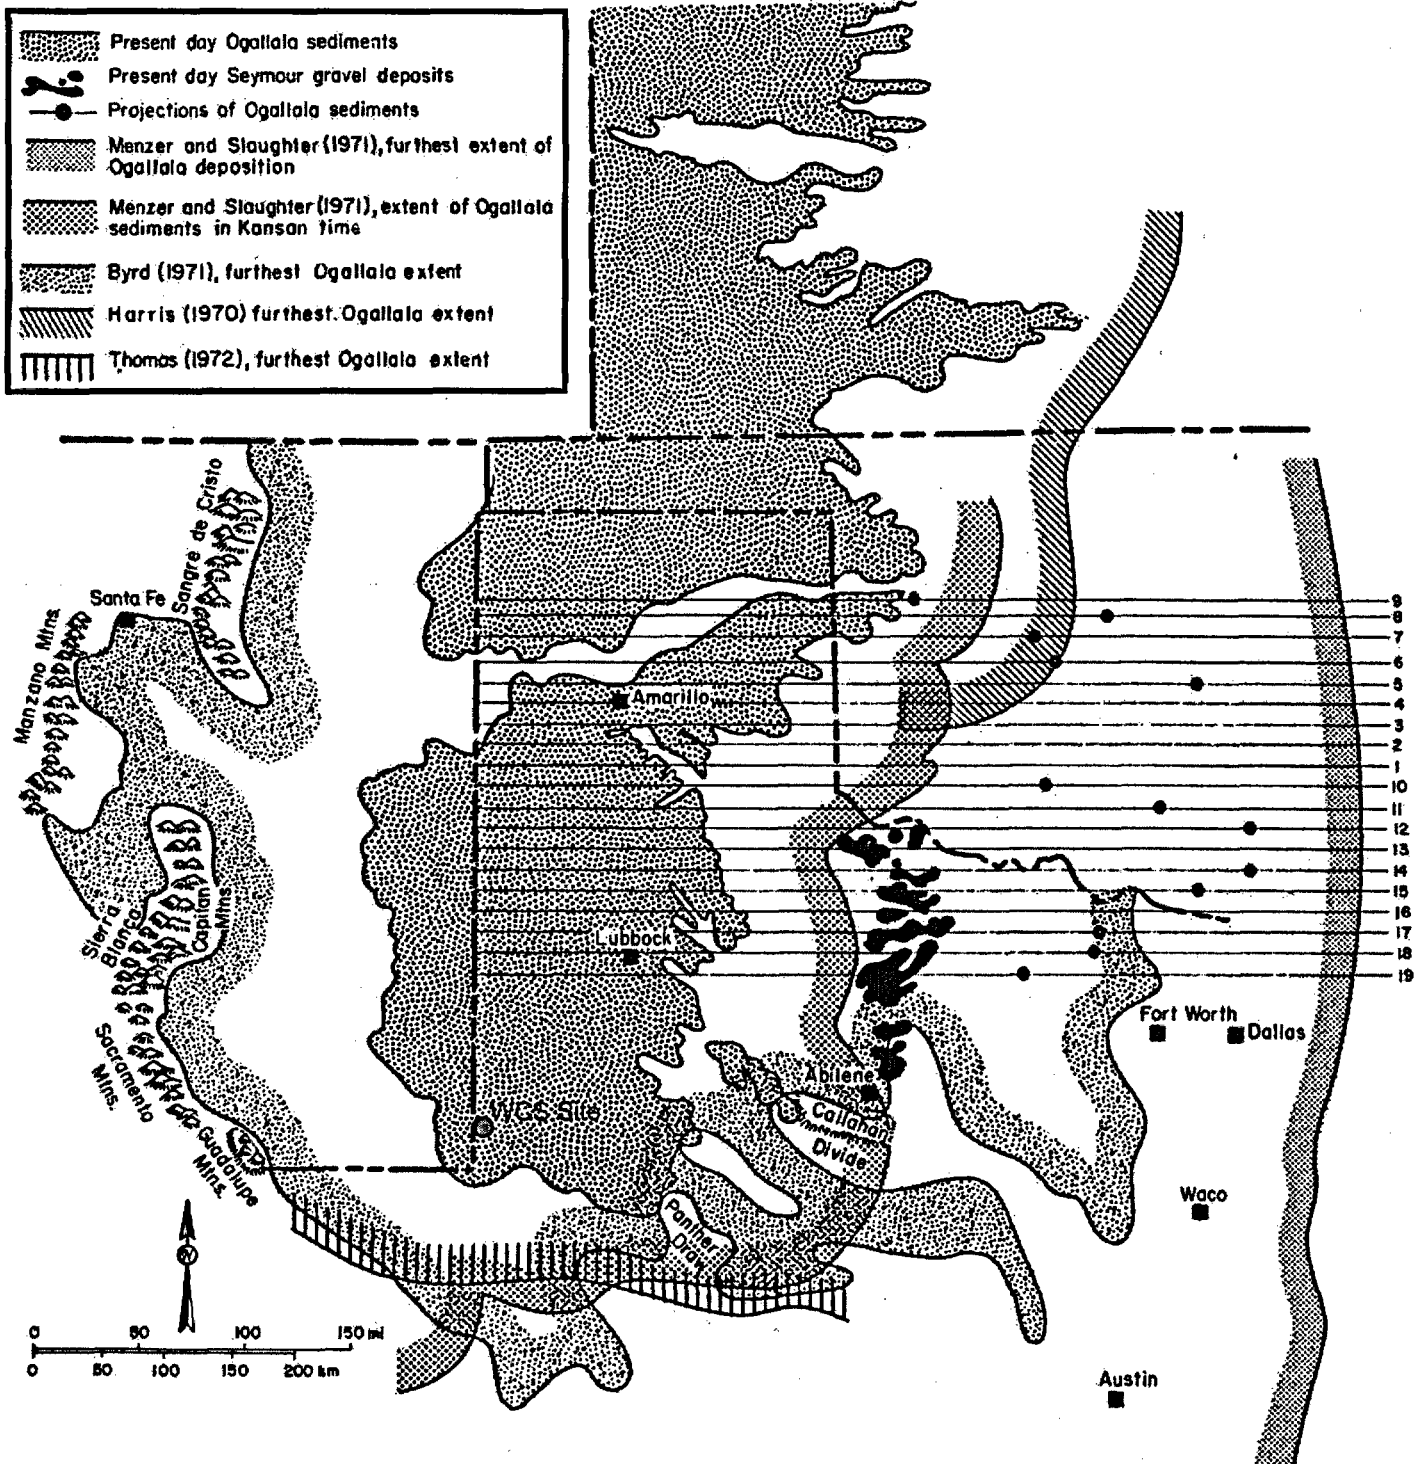 Present day Ogallala sediments
Present day Seymour gravel deposits
Projections of Ogallala sediments
Menzer and Slaughter (1971), furthest extent of
Ogallala deposition
Menzer and Slaughter (1971), extent of Ogallala
sediments in Kansan time
Byrd (1971), furthest Ogallala extent
Harris (1970) furthest Ogallala extent
Thomas (1972), furthest Ogallala extent
Sangre de Cristo
Santa Fe
Manzano Mtns.
9
8
7
6
5
Amarillo
4
3
2
1
10
11
12
13
14
15
16
17
18
19
Sierra
Blanca
Capitan
Mtns
Lubbock
Fort Worth
Dallas
Sacramento
Mtns.
Abilene
WCS Site
Callahan
Divide
Guadalupe
Mtns.
Panther
Draw
Waco
N
0 50 100 150 mi
0 50 100 150 200 km
Austin